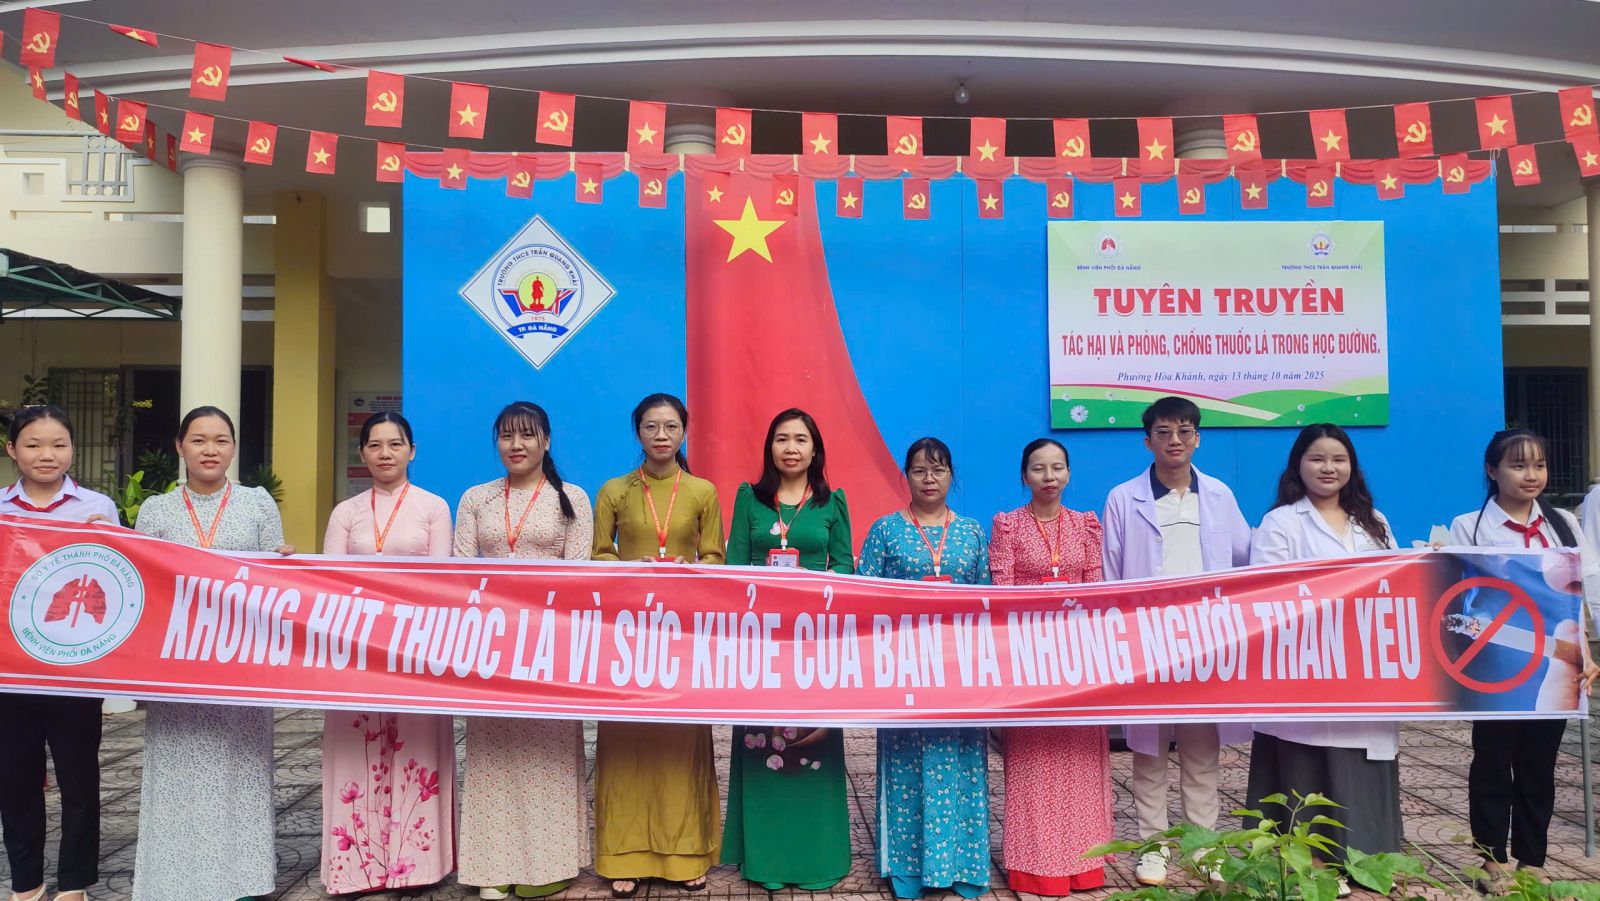 TRƯỜNG THCS TRẦN QUANG KHẢI
1975
TP. ĐÀ NẴNG
BỆNH VIỆN PHỔI ĐÀ NẴNG
TRƯỜNG THCS TRẦN QUANG KHẢI
TUYÊN TRUYỀN
TÁC HẠI VÀ PHÒNG, CHỐNG THUỐC LÁ TRONG HỌC ĐƯỜNG.
Phường Hòa Khánh, ngày 13 tháng 10 năm 2025
SỞ Y TẾ THÀNH PHỐ ĐÀ NẴNG
BỆNH VIỆN PHỔI ĐÀ NẴNG
KHÔNG HÚT THUỐC LÁ VÌ SỨC KHỎE CỦA BẠN VÀ NHỮNG NGƯỜI THÂN YÊU